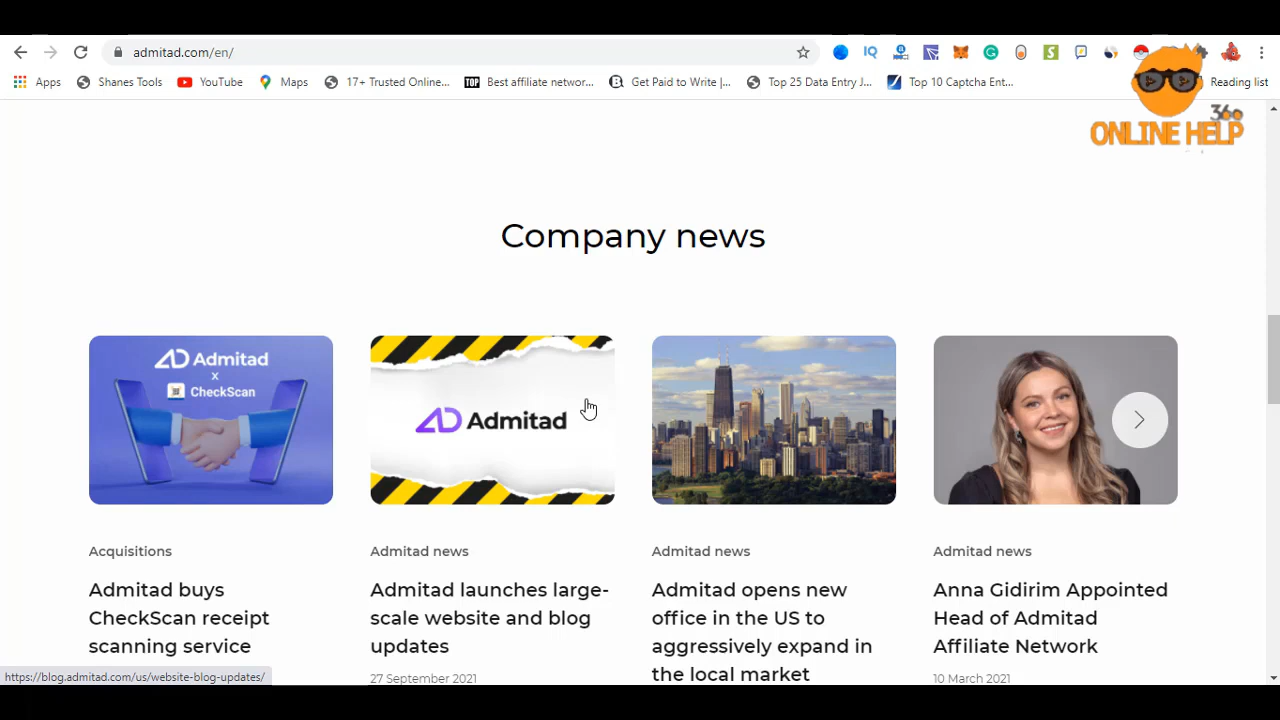 admitad.com/en/
Apps
Shanes Tools
YouTube
Maps
17+ Trusted Online...
TOP
Best affiliate networ...
Get Paid to Write |...
Top 25 Data Entry J...
Top 10 Captcha Ent...
Reading list
360
ONLINE HELP
Company news
Admitad
x
CheckScan
Admitad
Acquisitions
Admitad buys
CheckScan receipt
scanning service
Admitad news
Admitad launches large-
scale website and blog
updates
27 September 2021
Admitad news
Admitad opens new
office in the US to
aggressively expand in
the local market
Admitad news
Anna Gidirim Appointed
Head of Admitad
Affiliate Network
10 March 2021
https://blog.admitad.com/us/website-blog-updates/